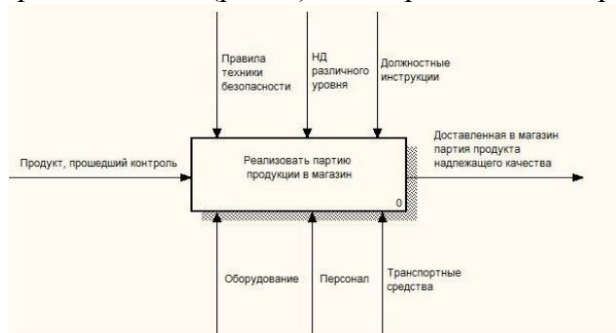 Правила
техники
безопасности
НД
различного
уровня
Должностные
инструкции
Продукт, прошедший контроль
Реализовать партию
продукции в магазин
0
Доставленная в магазин
партия продукта
надлежащего качества
Оборудование
Персонал
Транспортные
средства